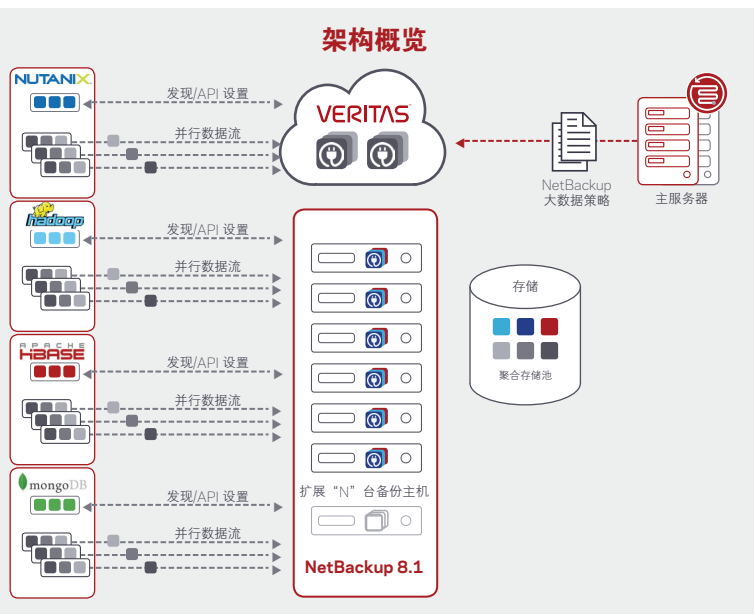 架构概览
NUTANIX
发现/API 设置
并行数据流
VERITAS
NetBackup
大数据策略
主服务器
hadoop
发现/API 设置
并行数据流
存储
聚合存储池
APACHE
HBASE
发现/API 设置
并行数据流
mongoDB
发现/API 设置
并行数据流
扩展“N”台备份主机
NetBackup 8.1